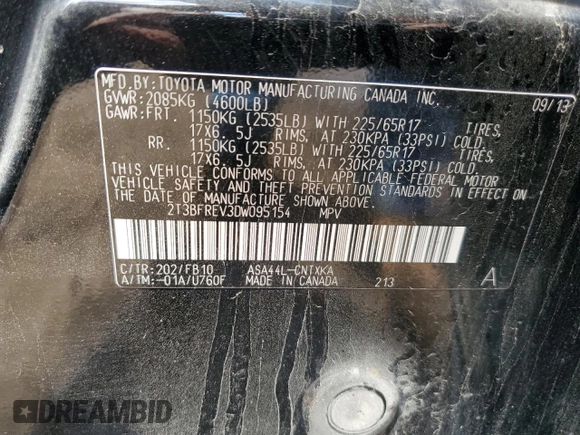 MFD.BY: TOYOTA MOTOR MANUFACTURING CANADA INC. 09/13
GVWR: 2085KG (4600LB)
GAWR: FRT. 1150KG (2535LB) WITH 225/65R17 TIRES,
17X6. 5J RIMS, AT 230KPA (33PSI) COLD.
RR. 1150KG (2535LB) WITH 225/65R17 TIRES,
17X6. 5J RIMS, AT 230KPA (33PSI) COLD.
THIS VEHICLE CONFORMS TO ALL APPLICABLE FEDERAL MOTOR
VEHICLE SAFETY AND THEFT PREVENTION STANDARDS IN EFFECT ON
THE DATE OF MANUFACTURE SHOWN ABOVE.
2T3BFREV3DW095154 MPV
C/TR: 202/FB10 ASA44L-CNTXKA
A/TM: -01A/U760F MADE IN CANADA 213 A
DREAMBID